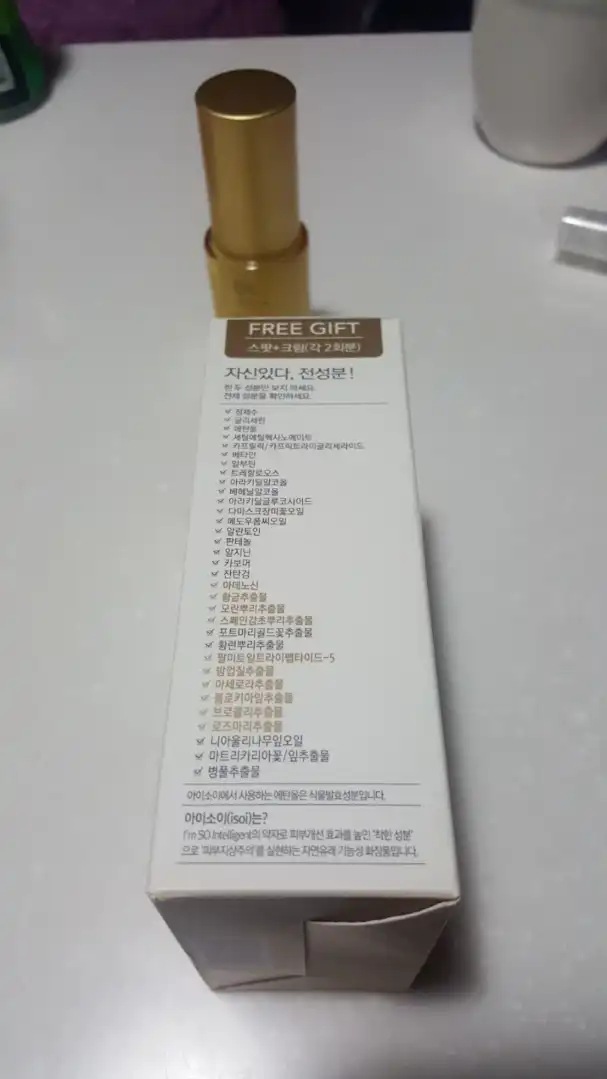 FREE GIFT
스팟+크림(각 2회분)
자신있다, 전성분!
한 두 성분만 보지 마세요.
전체 성분을 확인하세요.
정제수
글리세린
에탄올
세틸에틸헥사노에이트
카프릴릭/카프릭트라이글리세라이드
베타인
알부틴
트레할로오스
아라키딜알코올
베헤닐알코올
아라키딜글루코사이드
다마스크장미꽃오일
메도우폼씨오일
알란토인
판테놀
알지닌
카보머
잔탄검
아데노신
황금추출물
모란뿌리추출물
스페인감초뿌리추출물
포트마리골드꽃추출물
황련뿌리추출물
팔미토일트라이펩타이드-5
밤껍질추출물
아세로라추출물
불로키아잎추출물
브로콜리추출물
로즈마리추출물
니아울리나무잎오일
마트리카리아꽃/잎추출물
병풀추출물
아이소이에서 사용하는 에탄올은 식물발효성분입니다.
아이소이(isoi)는?
I'm SO Intelligent의 약자로 피부개선 효과를 높인 '착한 성분'
으로 '피부지상주의'를 실현하는 자연유래 기능성 화장품입니다.